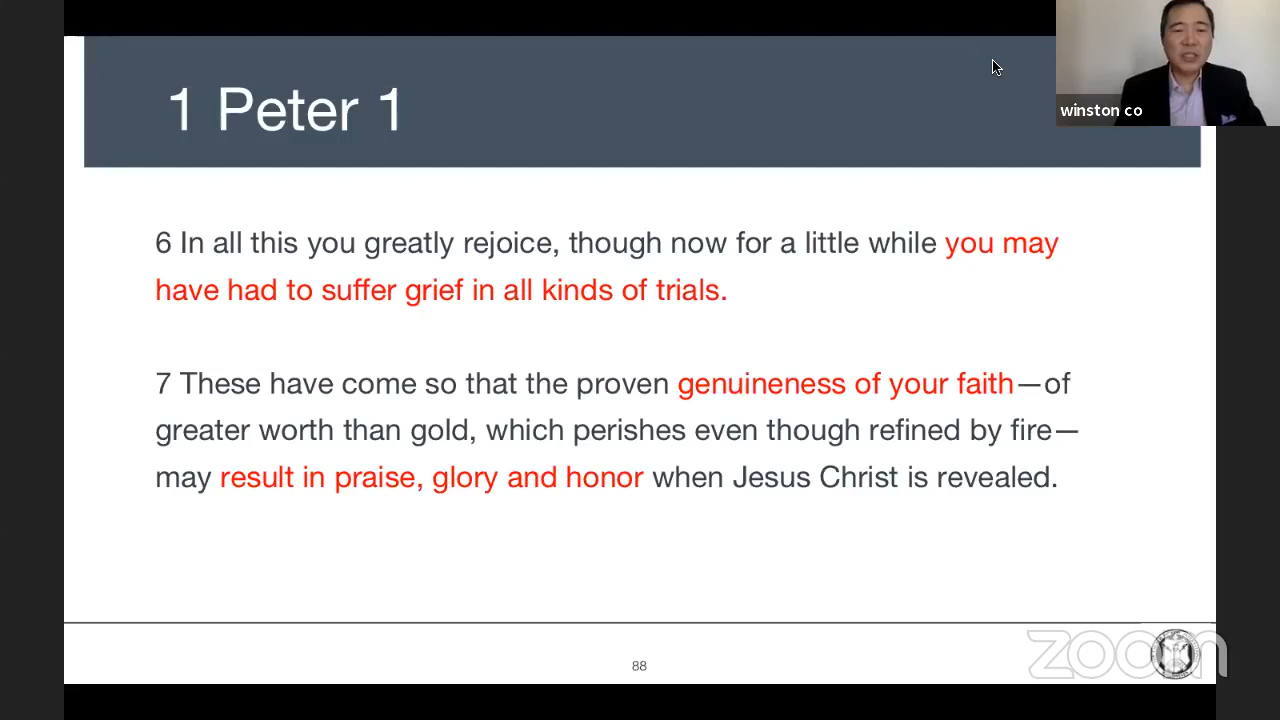 1 Peter 1
winston co
6 In all this you greatly rejoice, though now for a little while you may
have had to suffer grief in all kinds of trials.
7 These have come so that the proven genuineness of your faith—of
greater worth than gold, which perishes even though refined by fire—
may result in praise, glory and honor when Jesus Christ is revealed.
88
zoom